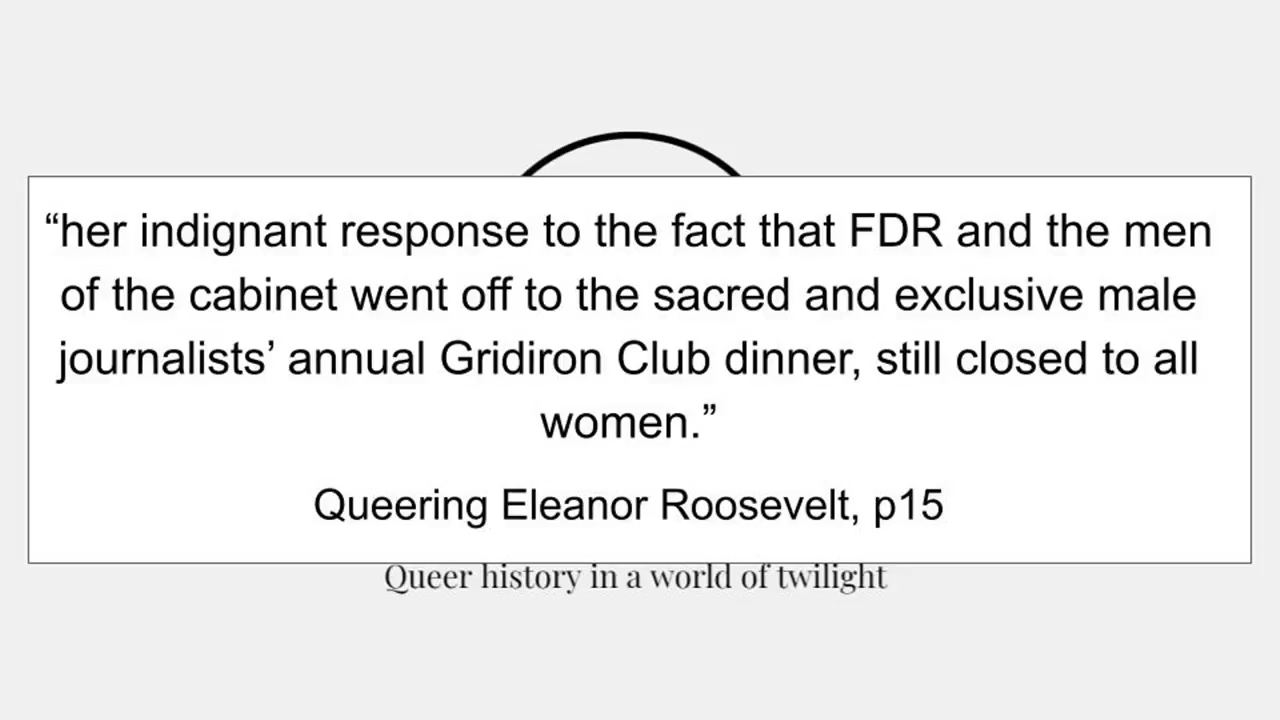 “her indignant response to the fact that FDR and the men
of the cabinet went off to the sacred and exclusive male
journalists’ annual Gridiron Club dinner, still closed to all
women.”
Queering Eleanor Roosevelt, p15
Queer history in a world of twilight